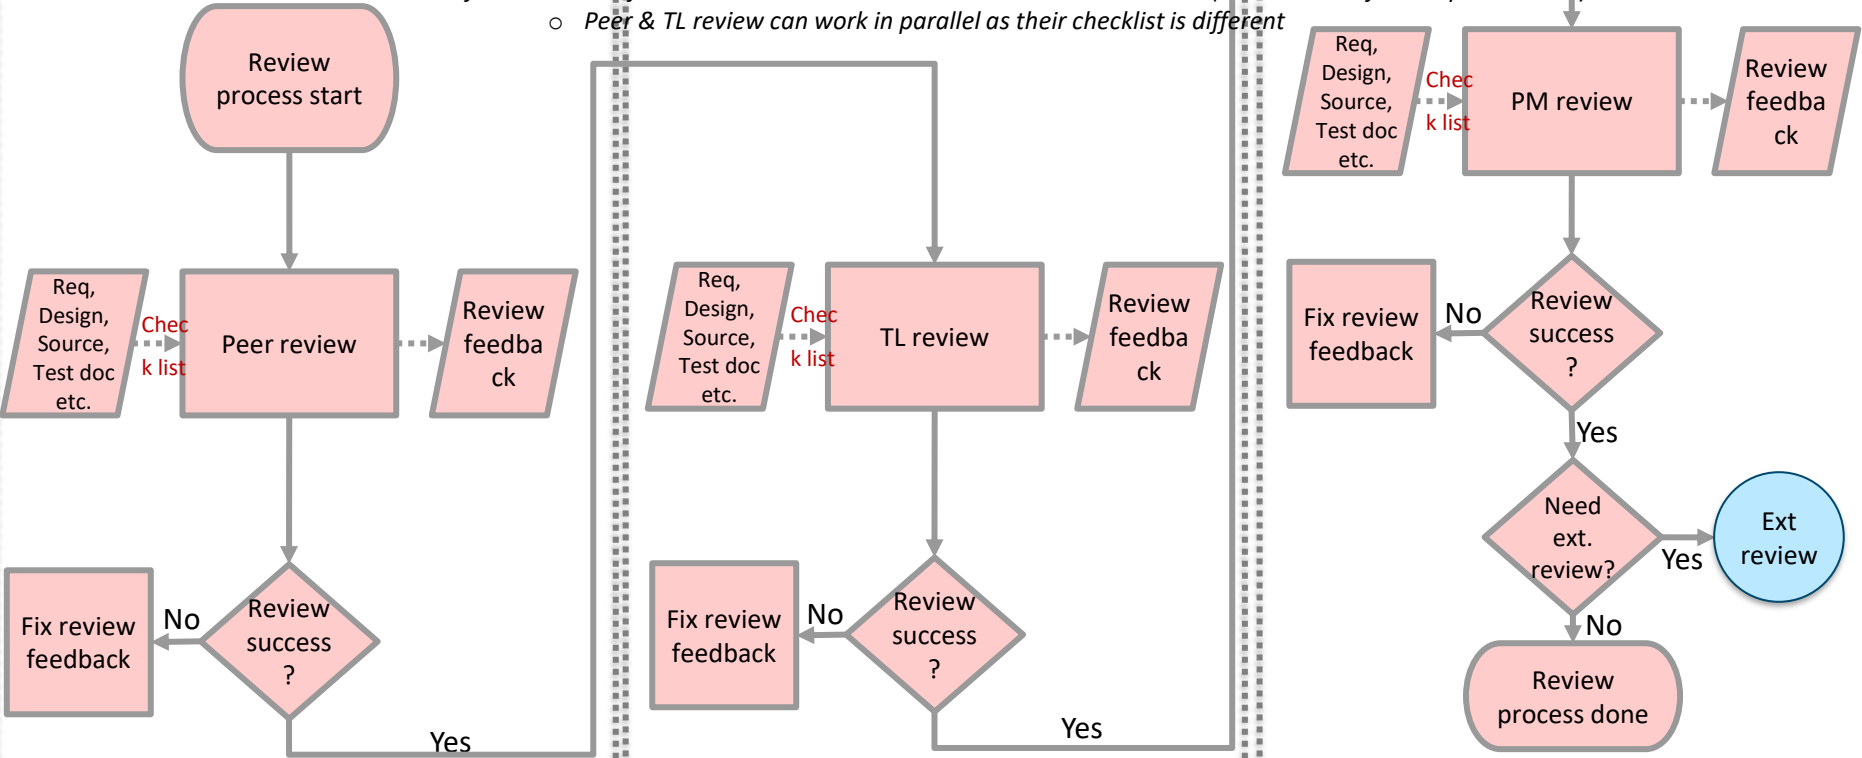 Peer & TL review can work in parallel as their checklist is different
Review
process start
Req,
Design,
Source,
Test doc
etc.
Chec
k list
Peer review
Review
feedba
ck
Fix review
feedback
No
Review
success
?
Yes
Req,
Design,
Source,
Test doc
etc.
Chec
k list
TL review
Review
feedba
ck
Fix review
feedback
No
Review
success
?
Yes
Req,
Design,
Source,
Test doc
etc.
Chec
k list
PM review
Review
feedba
ck
Fix review
feedback
No
Review
success
?
Yes
Need
ext.
review?
Yes
Ext
review
No
Review
process done